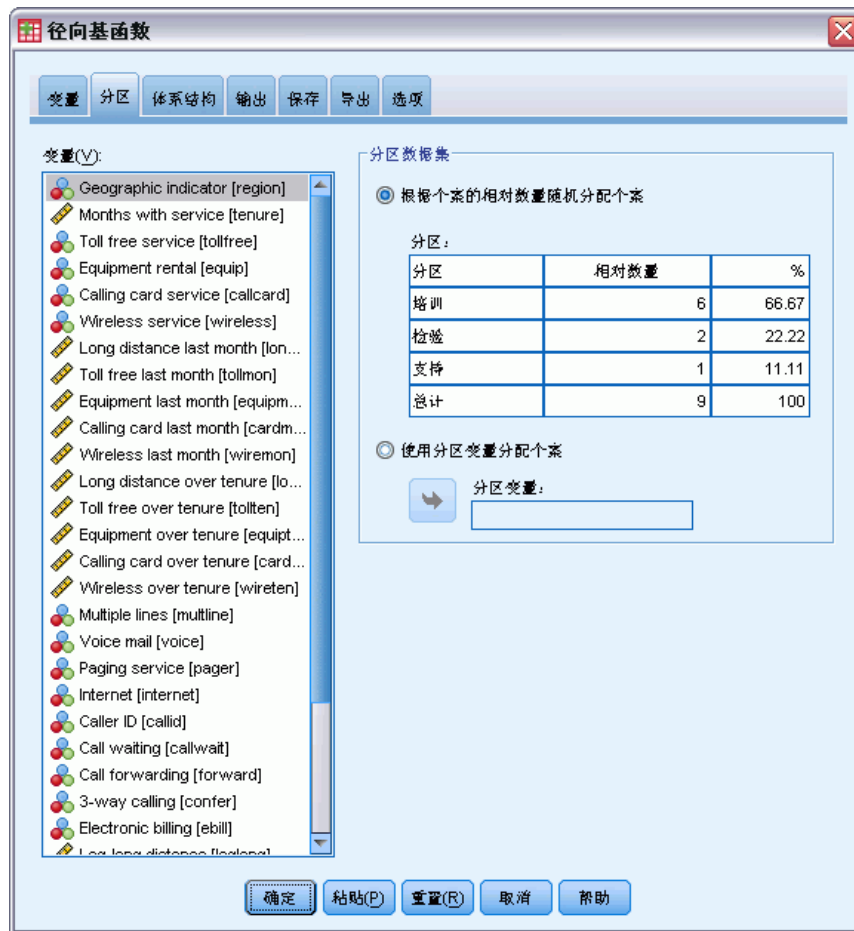 径向基函数
变量 分区 体系结构 输出 保存 导出 选项
变量(V):
Geographic indicator [region]
Months with service [tenure]
Toll free service [tollfree]
Equipment rental [equip]
Calling card service [callcard]
Wireless service [wireless]
Long distance last month [lon...
Toll free last month [tollmon]
Equipment last month [equipm...
Calling card last month [cardm...
Wireless last month [wiremon]
Long distance over tenure [lo...
Toll free over tenure [tollten]
Equipment over tenure [equipt...
Calling card over tenure [card...
Wireless over tenure [wireten]
Multiple lines [multline]
Voice mail [voice]
Paging service [pager]
Internet [internet]
Caller ID [callid]
Call waiting [callwait]
Call forwarding [forward]
3-way calling [confer]
Electronic billing [ebill]
Log-long distance [loglong]
分区数据集
根据个案的相对数量随机分配个案
分区:
分区 相对数量 %
培训 6 66.67
检验 2 22.22
支持 1 11.11
总计 9 100
使用分区变量分配个案
分区变量:
确定 粘贴(P) 重置(R) 取消 帮助